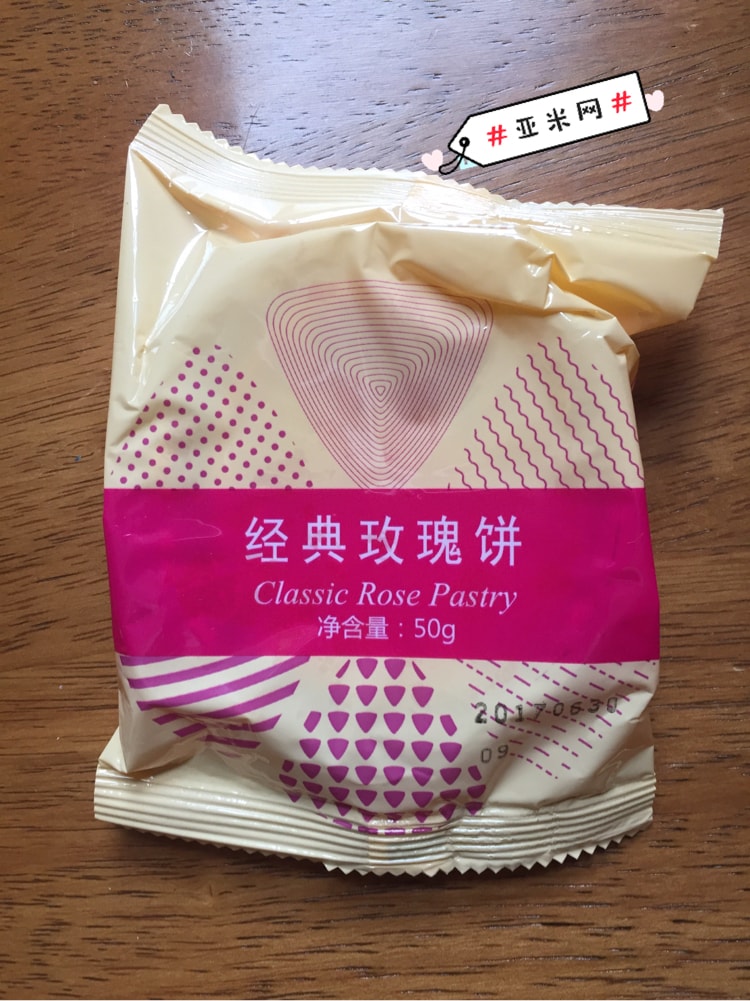 #亚米网#
经典玫瑰饼
Classic Rose Pastry
净含量：50g
20170630
09